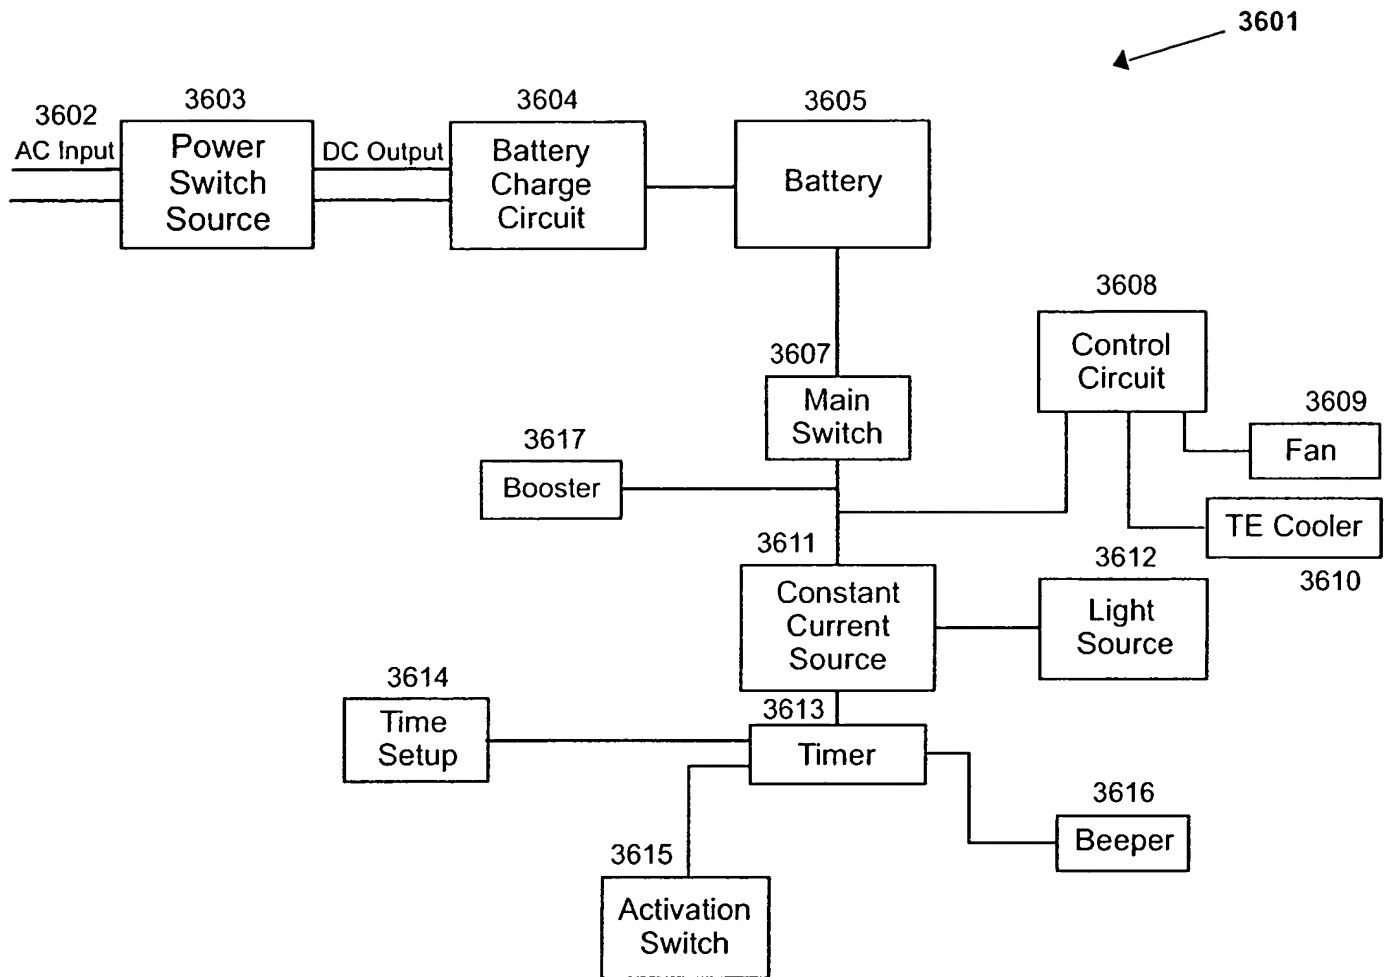 3601
3602
3603
3604
3605
AC Input
Power
Switch
Source
DC Output
Battery
Charge
Circuit
Battery
3607
Main
Switch
3608
Control
Circuit
3609
Fan
3617
Booster
TE Cooler
3610
3611
Constant
Current
Source
3612
Light
Source
3613
Timer
3614
Time
Setup
3615
Activation
Switch
3616
Beeper